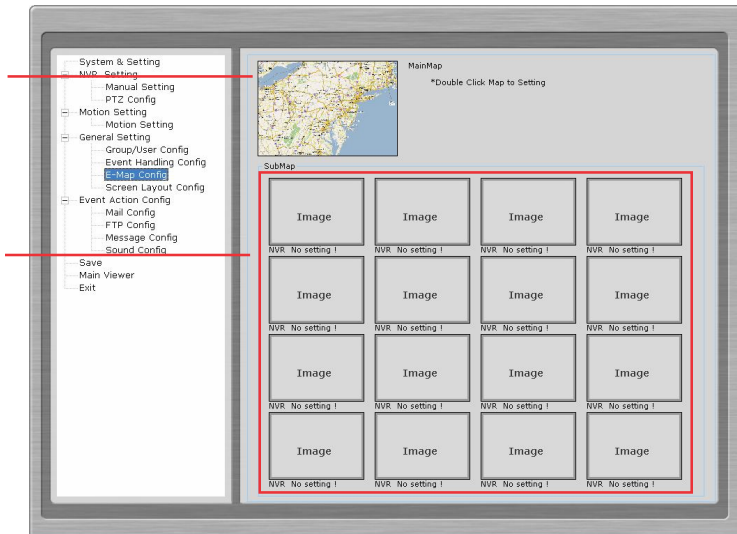 System & Setting
NVR Setting
Manual Setting
PTZ Config
Motion Setting
Motion Setting
General Setting
Group/User Config
Event Handling Config
E-Map Config
Screen Layout Config
Event Action Config
Mail Config
FTP Config
Message Config
Sound Config
Save
Main Viewer
Exit
MainMap
*Double Click Map to Setting
SubMap
Image Image Image Image
NVR No setting ! NVR No setting ! NVR No setting ! NVR No setting !
Image Image Image Image
NVR No setting ! NVR No setting ! NVR No setting ! NVR No setting !
Image Image Image Image
NVR No setting ! NVR No setting ! NVR No setting ! NVR No setting !
Image Image Image Image
NVR No setting ! NVR No setting ! NVR No setting ! NVR No setting !